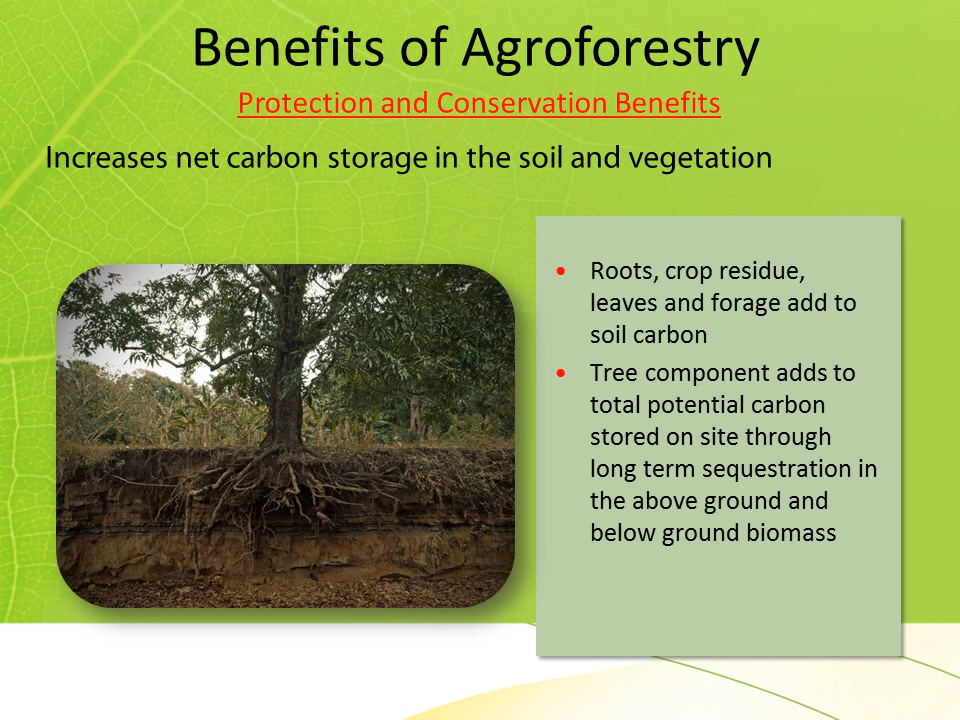 Benefits of Agroforestry
Protection and Conservation Benefits
Increases net carbon storage in the soil and vegetation
• Roots, crop residue,
leaves and forage add to
soil carbon
• Tree component adds to
total potential carbon
stored on site through
long term sequestration in
the above ground and
below ground biomass